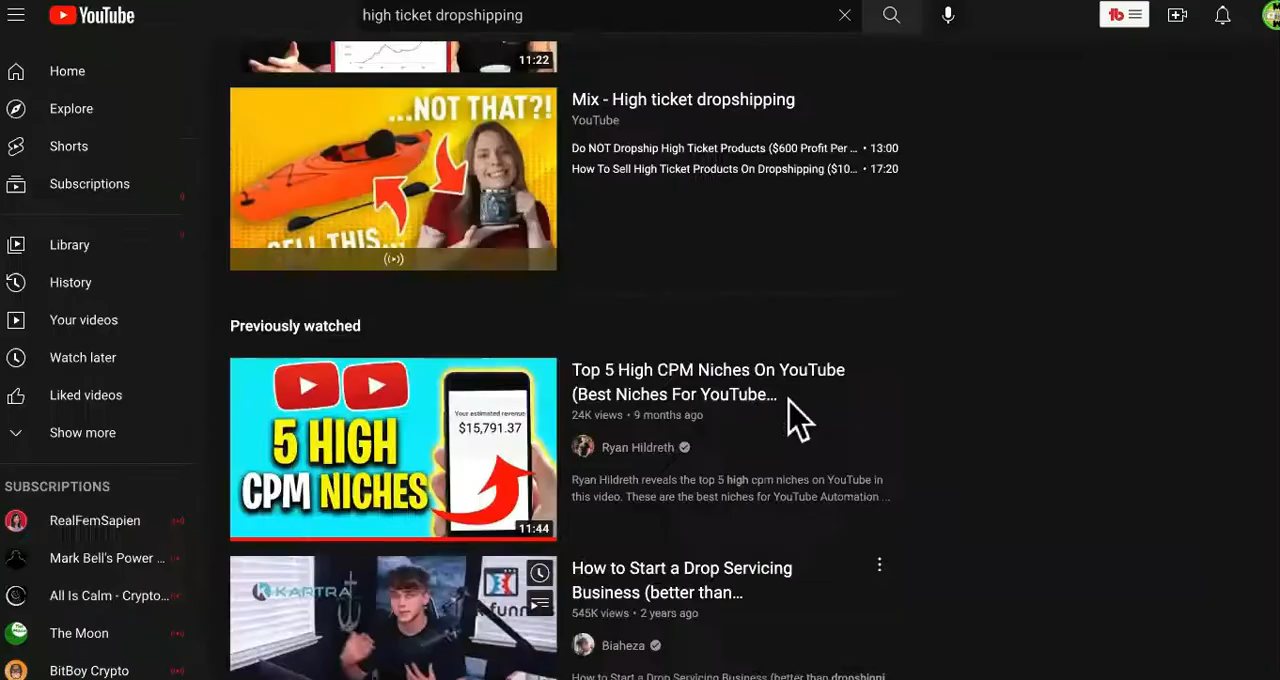 YouTube
high ticket dropshipping
Home
Explore
Shorts
Subscriptions
Library
History
Your videos
Watch later
Liked videos
Show more
SUBSCRIPTIONS
RealFemSapien
Mark Bell's Power ...
All Is Calm - Crypto...
The Moon
BitBoy Crypto
11:22
...NOT THAT?!
SELL THIS...
Mix - High ticket dropshipping
YouTube
Do NOT Dropship High Ticket Products ($600 Profit Per ... • 13:00
How To Sell High Ticket Products On Dropshipping ($10... • 17:20
Previously watched
Your estimated revenue
$15,791.37
5 HIGH
CPM NICHES
11:44
Top 5 High CPM Niches On YouTube
(Best Niches For YouTube...
24K views • 9 months ago
Ryan Hildreth
Ryan Hildreth reveals the top 5 high cpm niches on YouTube in
this video. These are the best niches for YouTube Automation ...
KARTRA
How to Start a Drop Servicing
Business (better than...
545K views • 2 years ago
Biaheza
How to Start a Drop Servicing Business (better than dropshippi